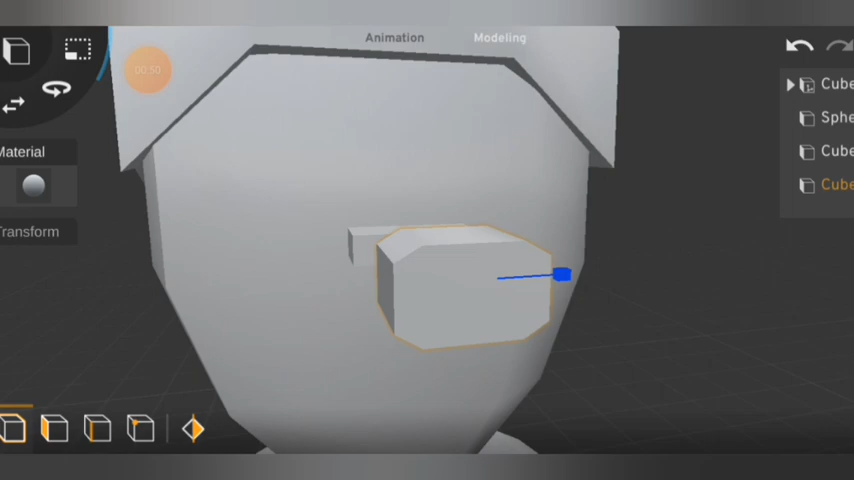 Animation
Modeling
00:50
Cube
Material
Sphe
Cube
Cube
Transform